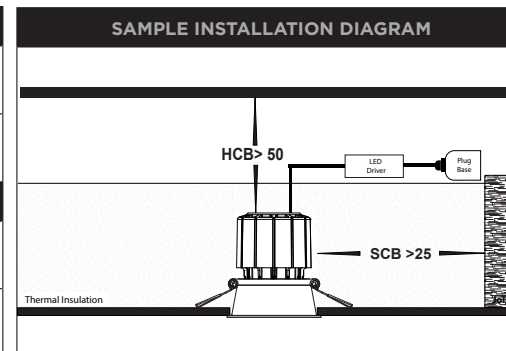 SAMPLE INSTALLATION DIAGRAM
HCB> 50
LED
Driver
Plug
Base
SCB >25
Thermal Insulation